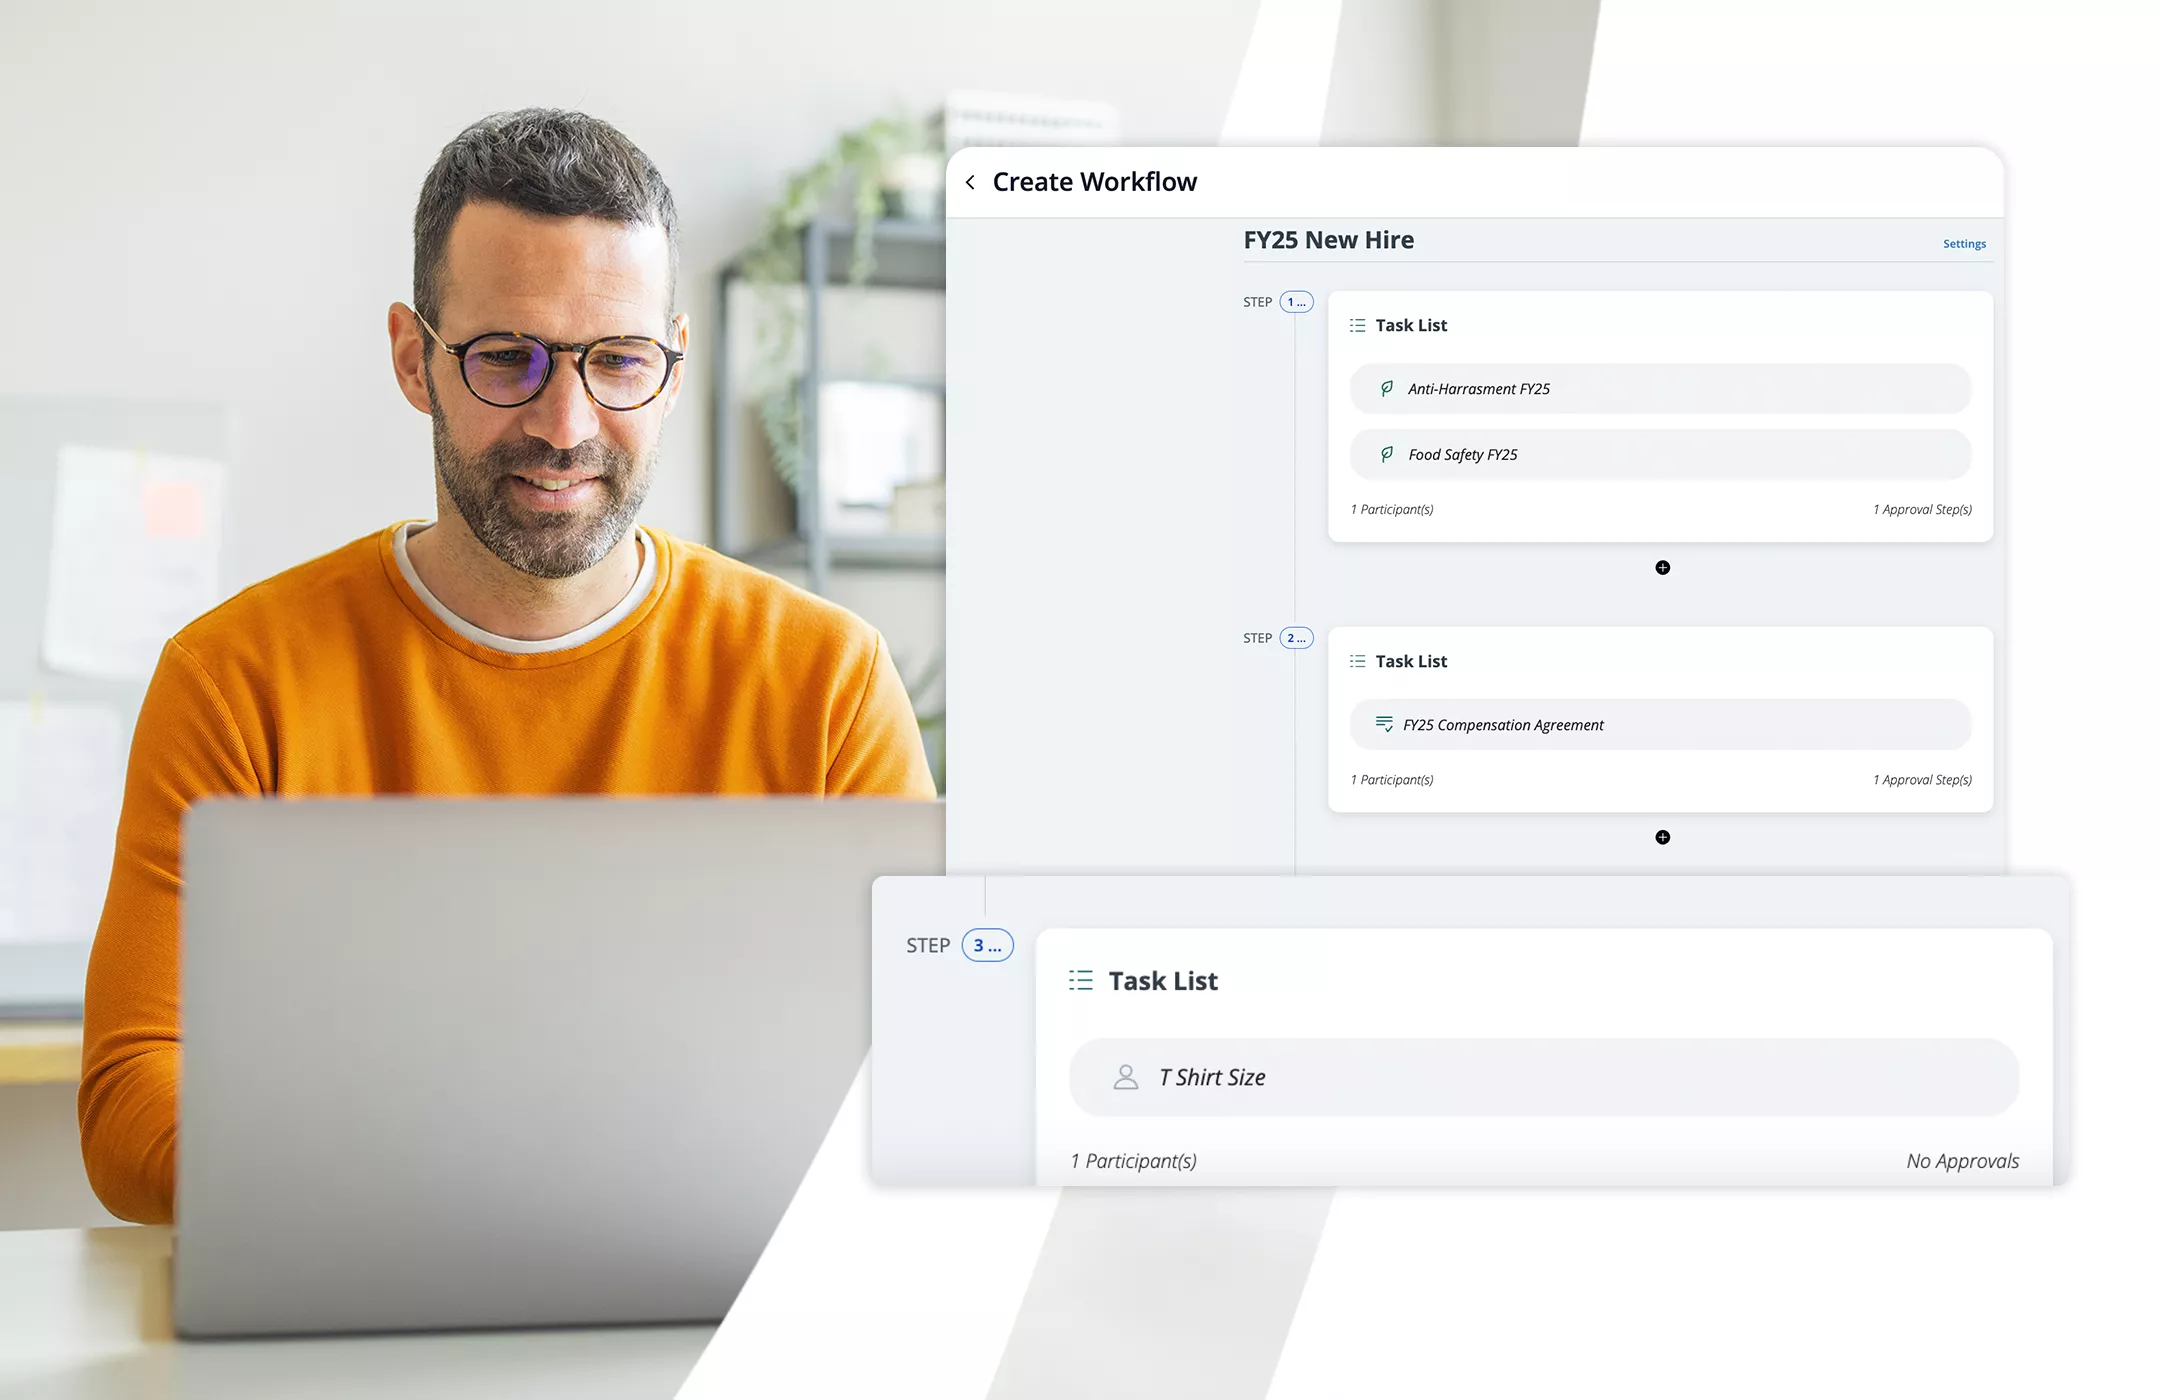 Create Workflow
FY25 New Hire
Settings
STEP 1 ...
Task List
Anti-Harrasment FY25
Food Safety FY25
1 Participant(s) 1 Approval Step(s)
STEP 2 ...
Task List
FY25 Compensation Agreement
1 Participant(s) 1 Approval Step(s)
STEP 3 ...
Task List
T Shirt Size
1 Participant(s) No Approvals